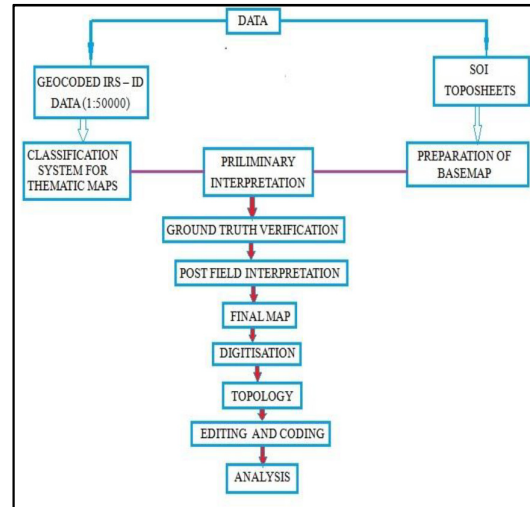 DATA
GEOCODED IRS – ID
DATA (1:50000)
SOI
TOPOSHEETS
CLASSIFICATION
SYSTEM FOR
THEMATIC MAPS
PRILIMINARY
INTERPRETATION
PREPARATION OF
BASEMAP
GROUND TRUTH VERIFICATION
POST FIELD INTERPRETATION
FINAL MAP
DIGITISATION
TOPOLOGY
EDITING AND CODING
ANALYSIS